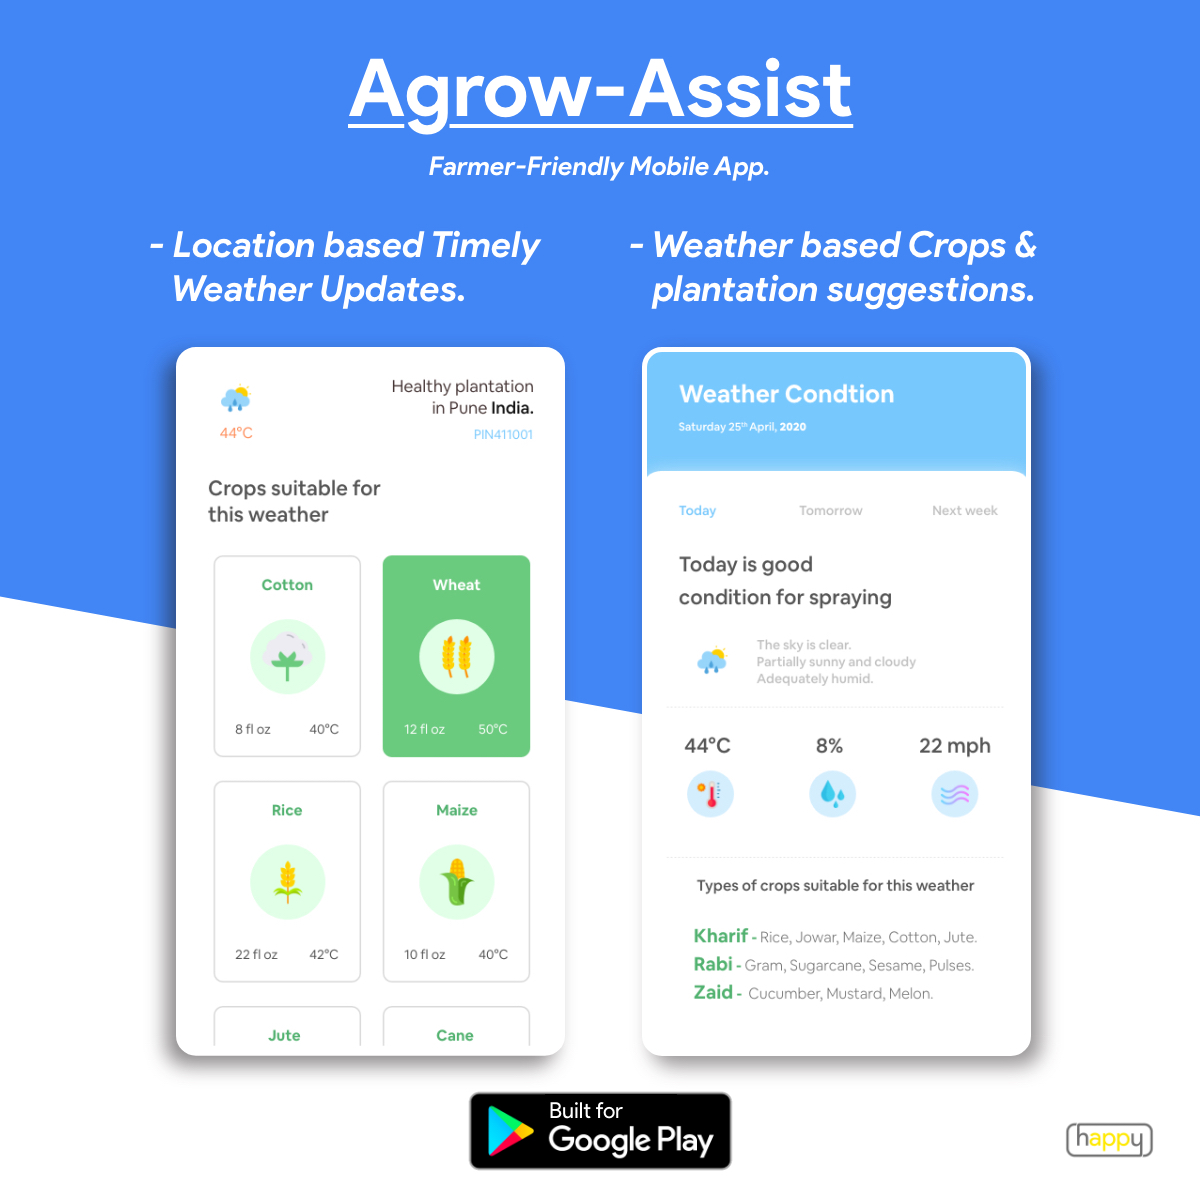 Agrow-Assist
Farmer-Friendly Mobile App.
- Location based Timely
Weather Updates.
- Weather based Crops &
plantation suggestions.
44°C
Healthy plantation
in Pune India.
PIN411001
Crops suitable for
this weather
Cotton
8 fl oz 40°C
Wheat
12 fl oz 50°C
Rice
22 fl oz 42°C
Maize
10 fl oz 40°C
Jute
Cane
Weather Condtion
Saturday 25th April, 2020
Today Tomorrow Next week
Today is good
condition for spraying
The sky is clear.
Partially sunny and cloudy
Adequately humid.
44°C 8% 22 mph
Types of crops suitable for this weather
Kharif - Rice, Jowar, Maize, Cotton, Jute.
Rabi - Gram, Sugarcane, Sesame, Pulses.
Zaid - Cucumber, Mustard, Melon.
Built for
Google Play
happy